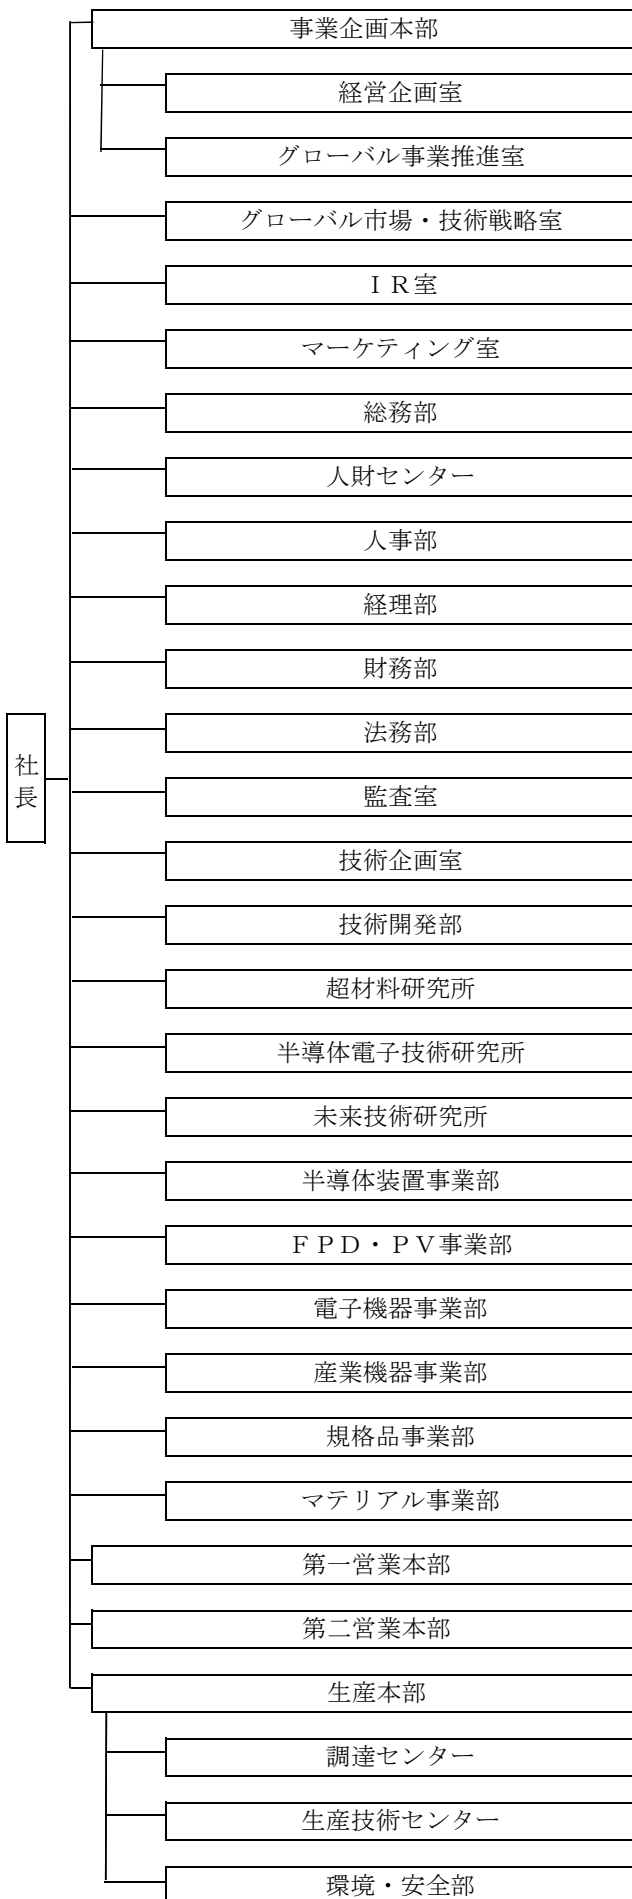 事業企画本部
経営企画室
グローバル事業推進室
グローバル市場・技術戦略室
ＩＲ室
マーケティング室
総務部
人財センター
人事部
経理部
財務部
法務部
社長
監査室
技術企画室
技術開発部
超材料研究所
半導体電子技術研究所
未来技術研究所
半導体装置事業部
ＦＰＤ・ＰＶ事業部
電子機器事業部
産業機器事業部
規格品事業部
マテリアル事業部
第一営業本部
第二営業本部
生産本部
調達センター
生産技術センター
環境・安全部